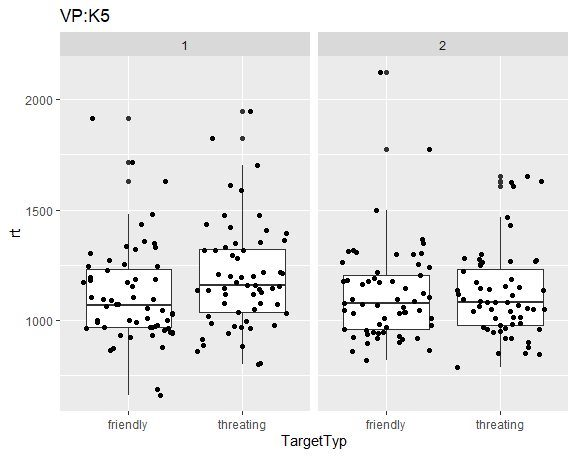 VP:K5
1 2
rt
2000
1500
1000
friendly threating friendly threating
TargetTyp